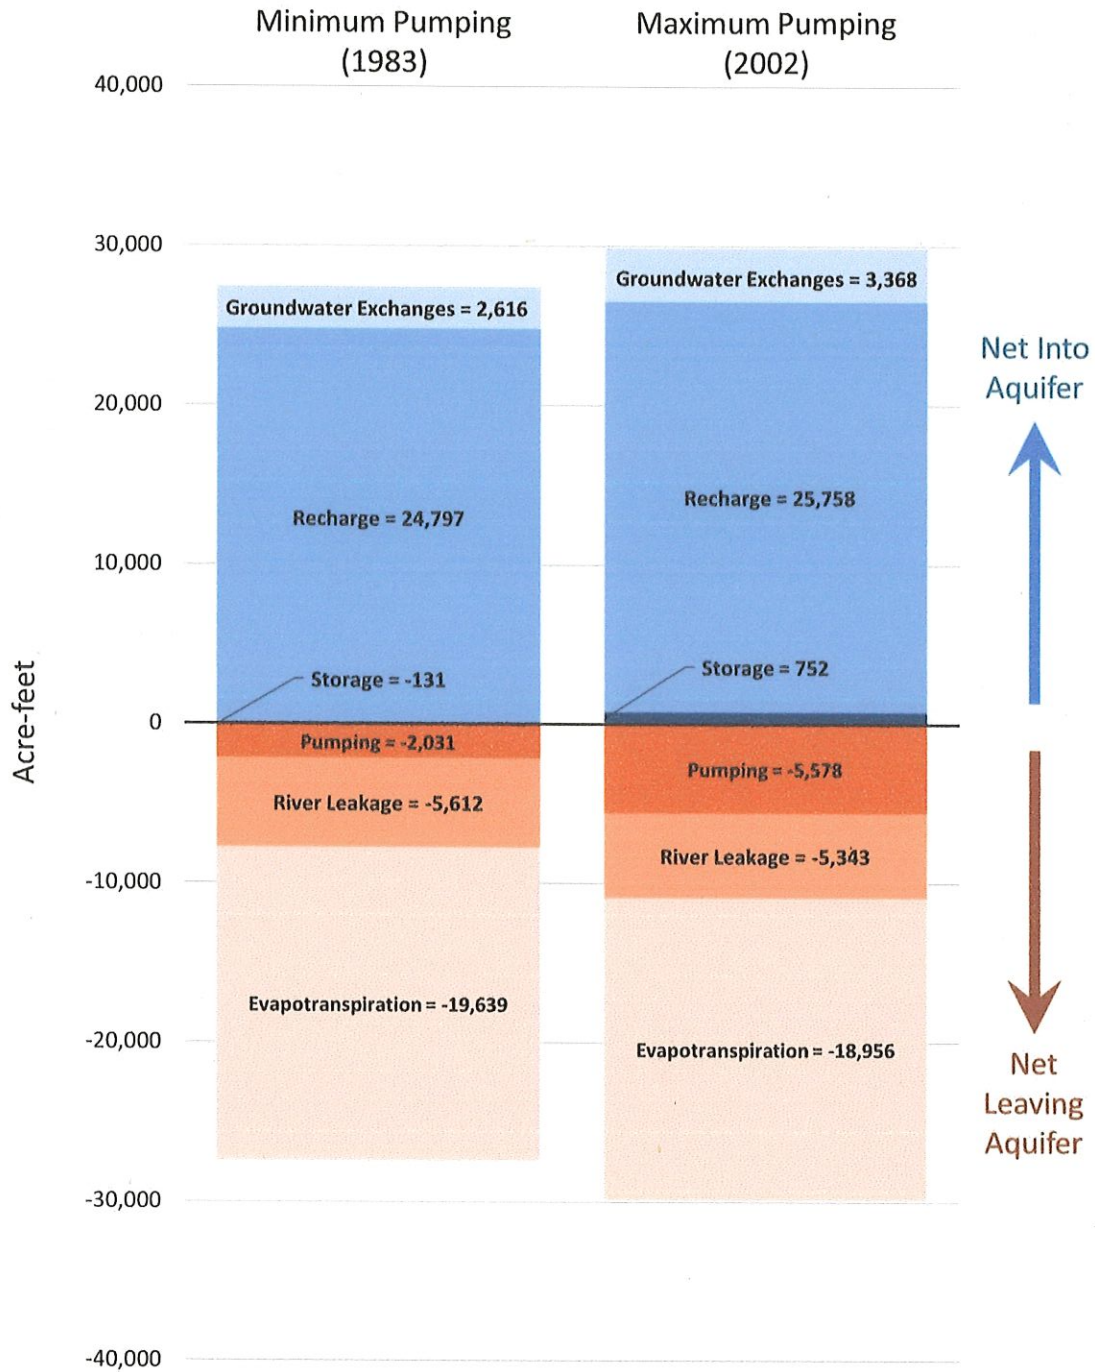 Minimum Pumping
(1983)
Maximum Pumping
(2002)
40,000
30,000
20,000
10,000
0
-10,000
-20,000
-30,000
-40,000
Acre-feet
Groundwater Exchanges = 2,616
Recharge = 24,797
Storage = -131
Pumping = -2,031
River Leakage = -5,612
Evapotranspiration = -19,639
Groundwater Exchanges = 3,368
Recharge = 25,758
Storage = 752
Pumping = -5,578
River Leakage = -5,343
Evapotranspiration = -18,956
Net Into
Aquifer
Net
Leaving
Aquifer